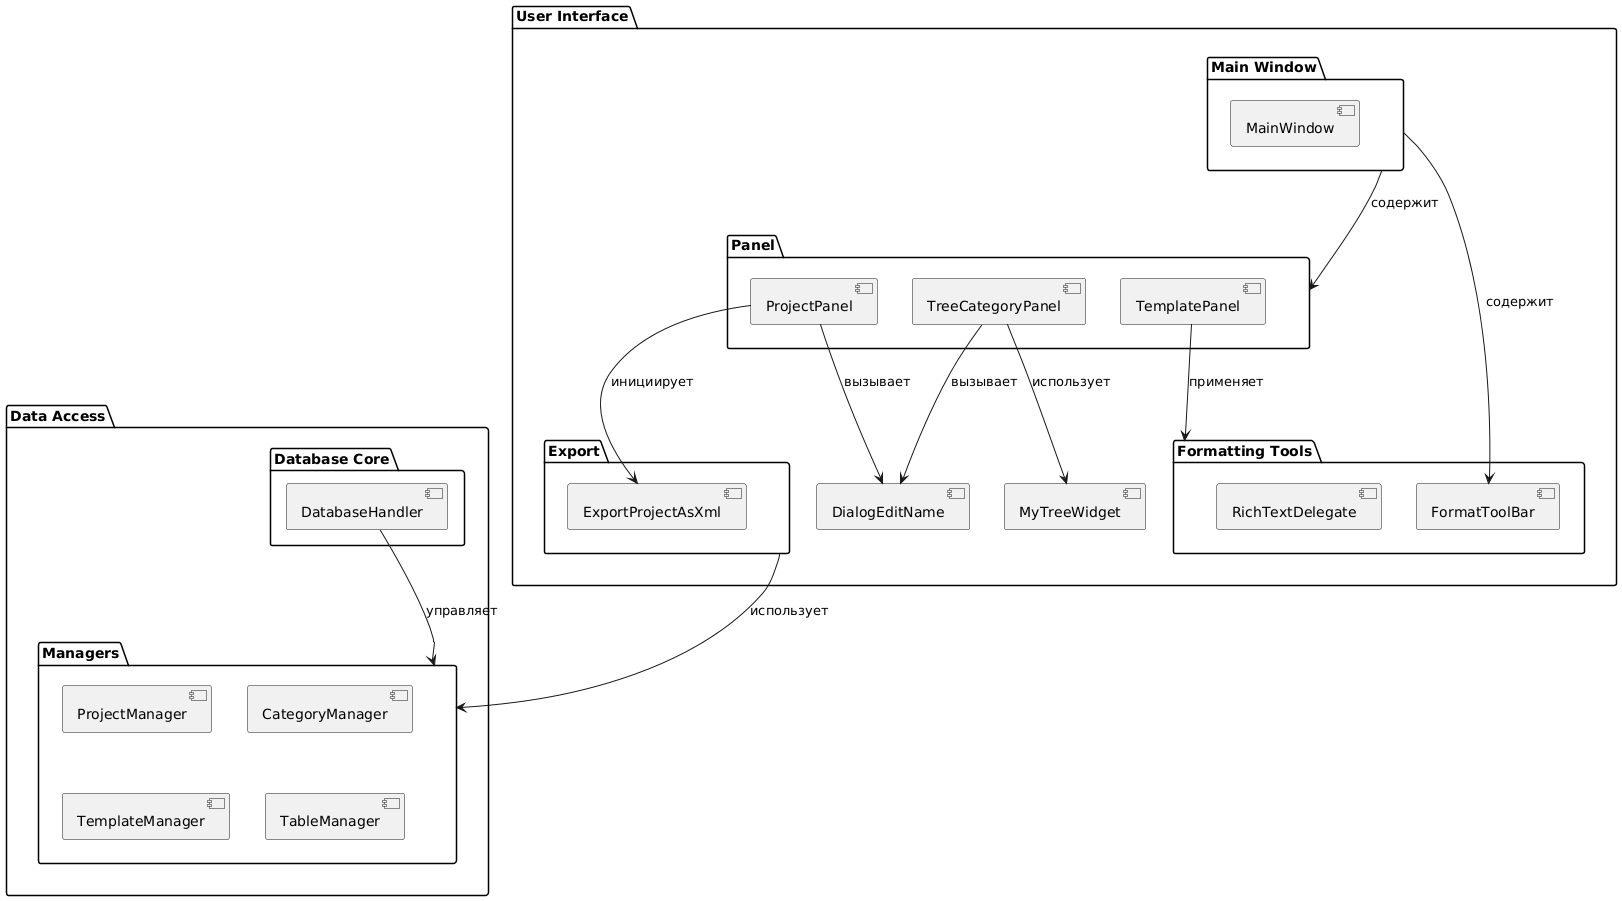 User Interface
Main Window
MainWindow
содержит
содержит
Panel
ProjectPanel
TreeCategoryPanel
TemplatePanel
инициирует
вызывает
вызывает
использует
применяет
Data Access
Database Core
DatabaseHandler
Export
ExportProjectAsXml
DialogEditName
MyTreeWidget
Formatting Tools
RichTextDelegate
FormatToolBar
управляет
использует
Managers
ProjectManager
CategoryManager
TemplateManager
TableManager